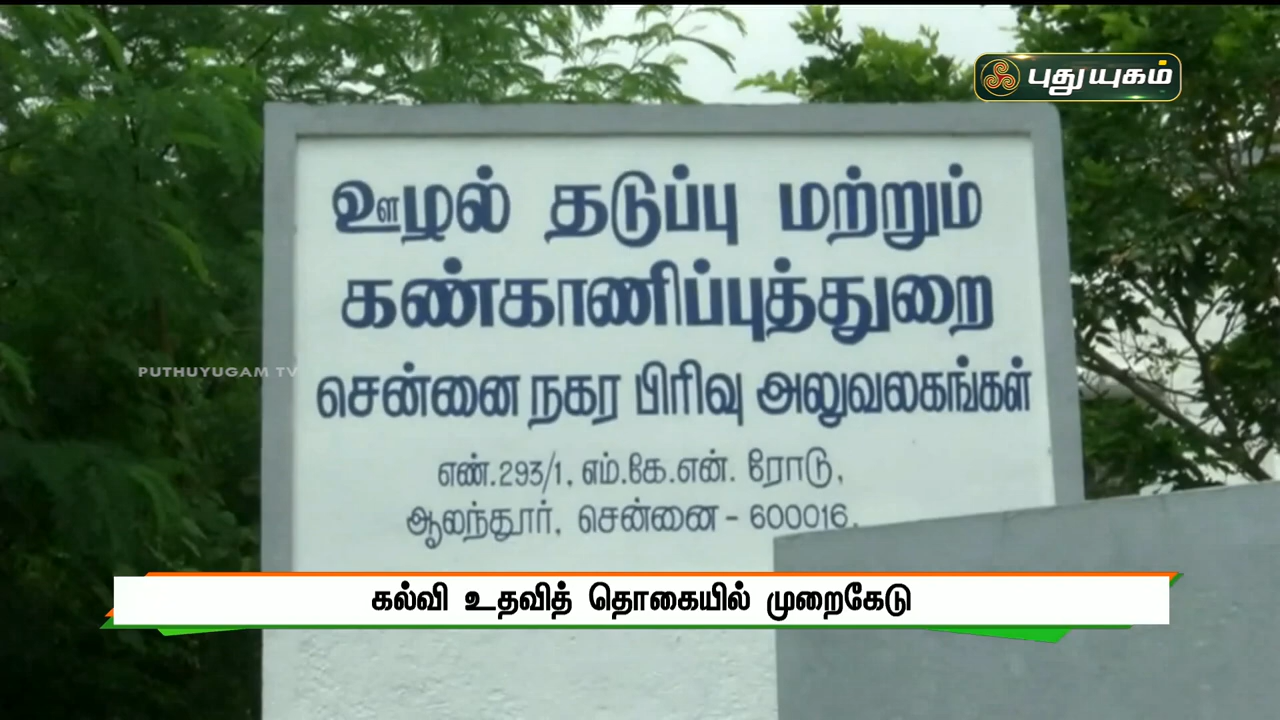 புதுயுகம்
ஊழல் தடுப்பு மற்றும்
கண்காணிப்புத்துறை
PUTHUYUGAM TV
சென்னை நகர பிரிவு அலுவலகங்கள்
எண்.293/1, எம்.கே.என். ரோடு,
ஆலந்தூர், சென்னை - 600016.
கல்வி உதவித் தொகையில் முறைகேடு